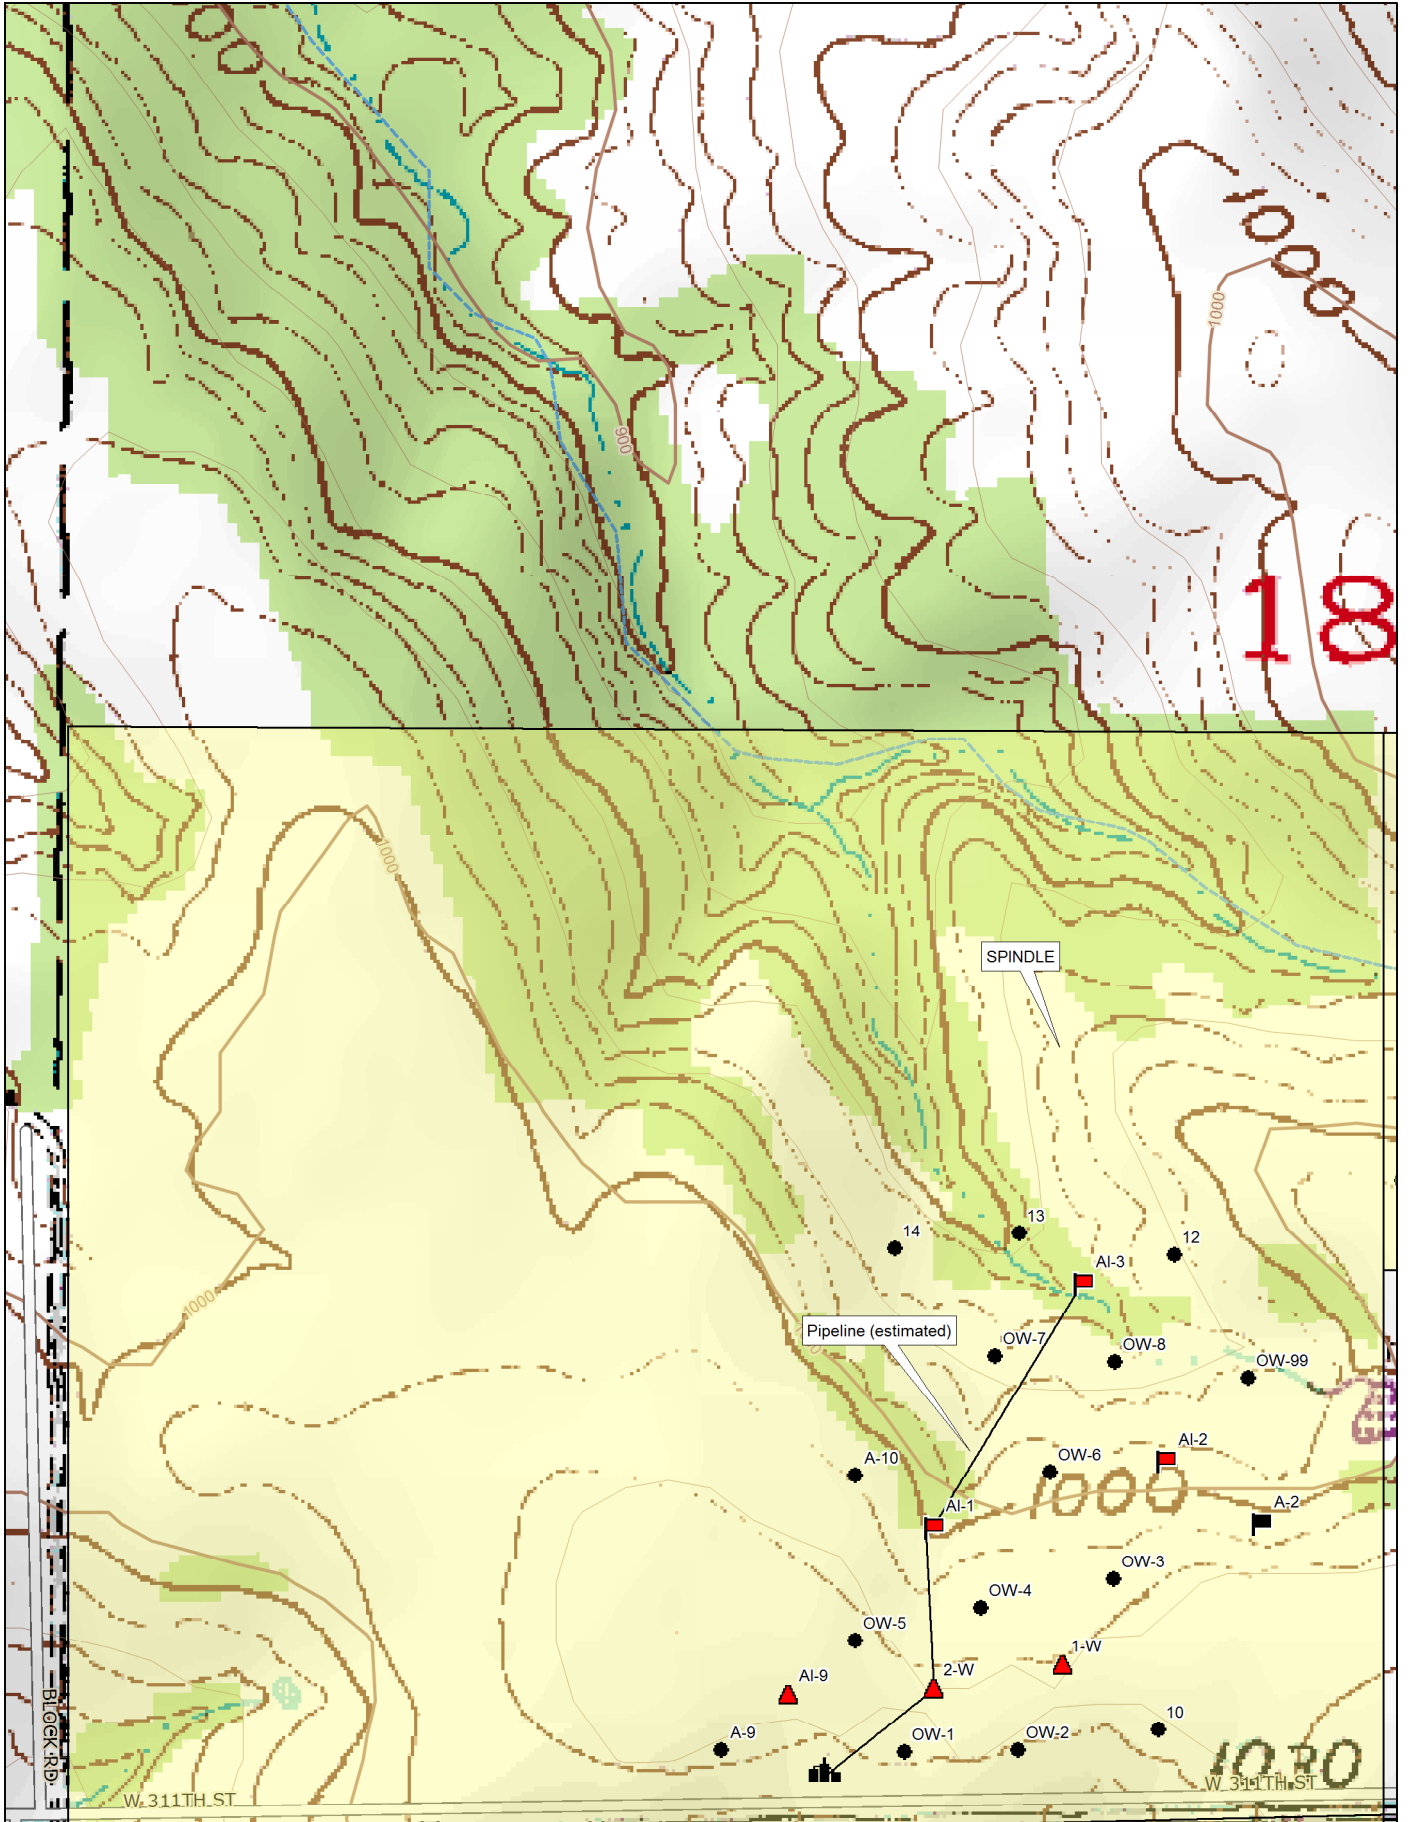 1000
1000
900
18
1000
SPINDLE
14
13
12
AI-3
1000
Pipeline (estimated)
OW-7
OW-8
OW-99
A-10
OW-6
AI-2
1000
AI-1
A-2
OW-3
OW-4
OW-5
1-W
2-W
AI-9
10
A-9
OW-1
OW-2
1030
BLOCK RD
W 311TH ST
W 311TH ST